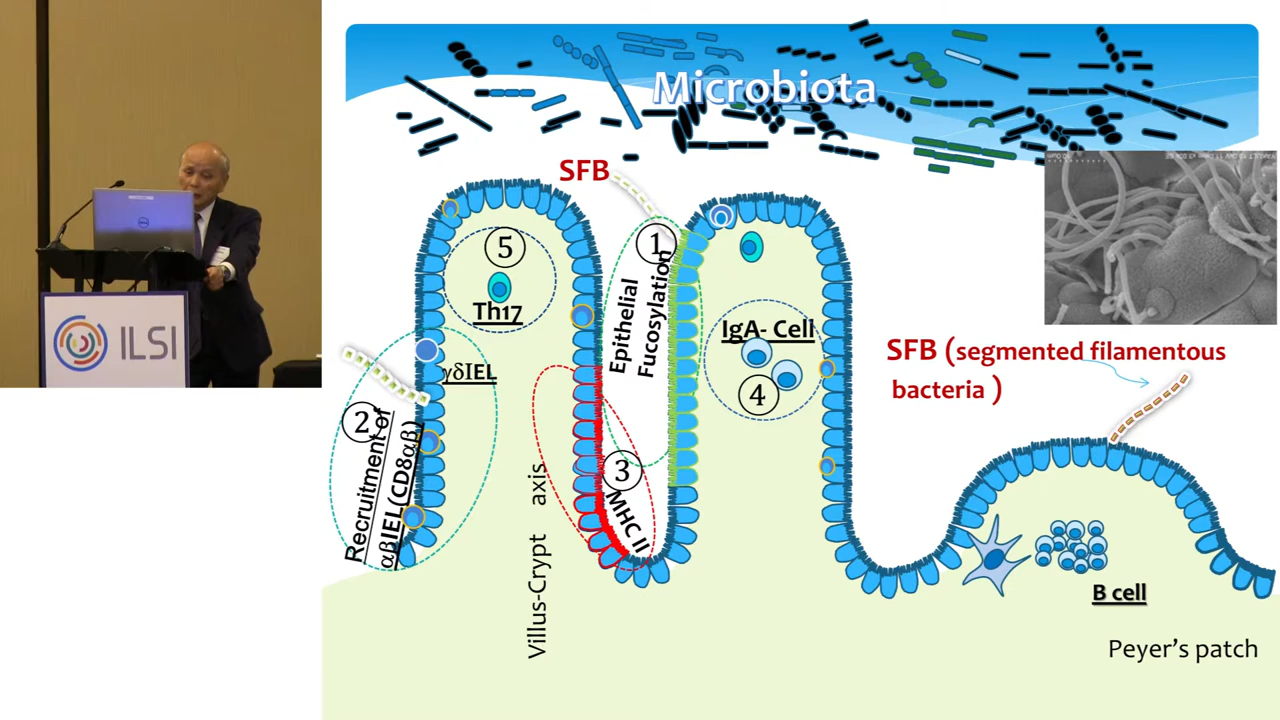 Microbiota
SFB
1
Epithelial
Fucosylation
5
Th17
γδIEL
2
Recruitment of
αβIEL(CD8αβ)
3
MHC II
Villus-Crypt axis
IgA- Cell
4
SFB (segmented filamentous
bacteria )
B cell
Peyer's patch
ILSI
DELL